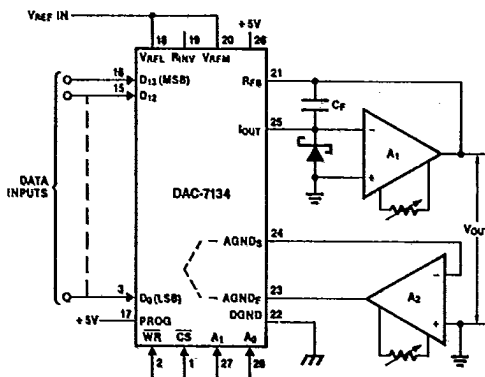 VREF IN
+5V
18 19 20 26
VRFL RINV VRFM
16 D13 (MSB)
15 D12
RFB 21
CF
IOUT 25
−
+
A1
DATA
INPUTS
DAC-7134
VOUT
AGNDS 24
−
+
A2
3 D0 (LSB)
AGNDF 23
+5V 17 PROG
DGND 22
WR CS A1 A0
2 1 27 28